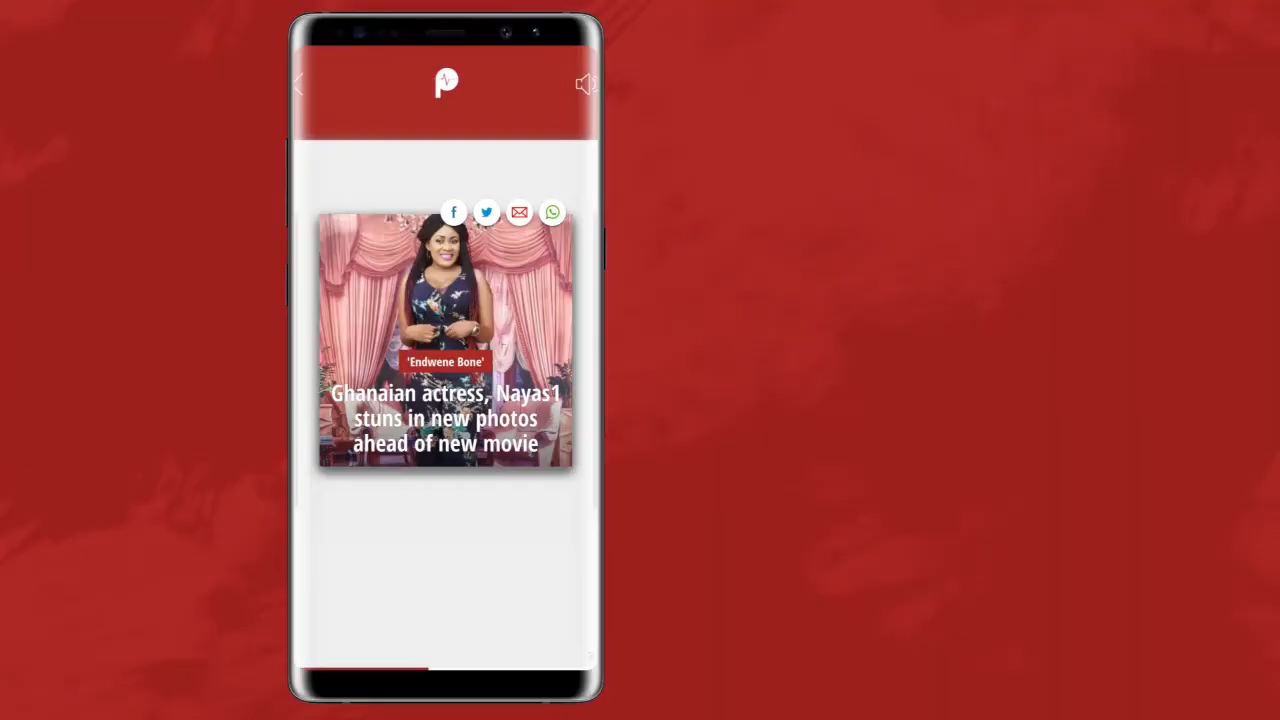 'Endwene Bone'
Ghanaian actress, Nayas1
stuns in new photos
ahead of new movie